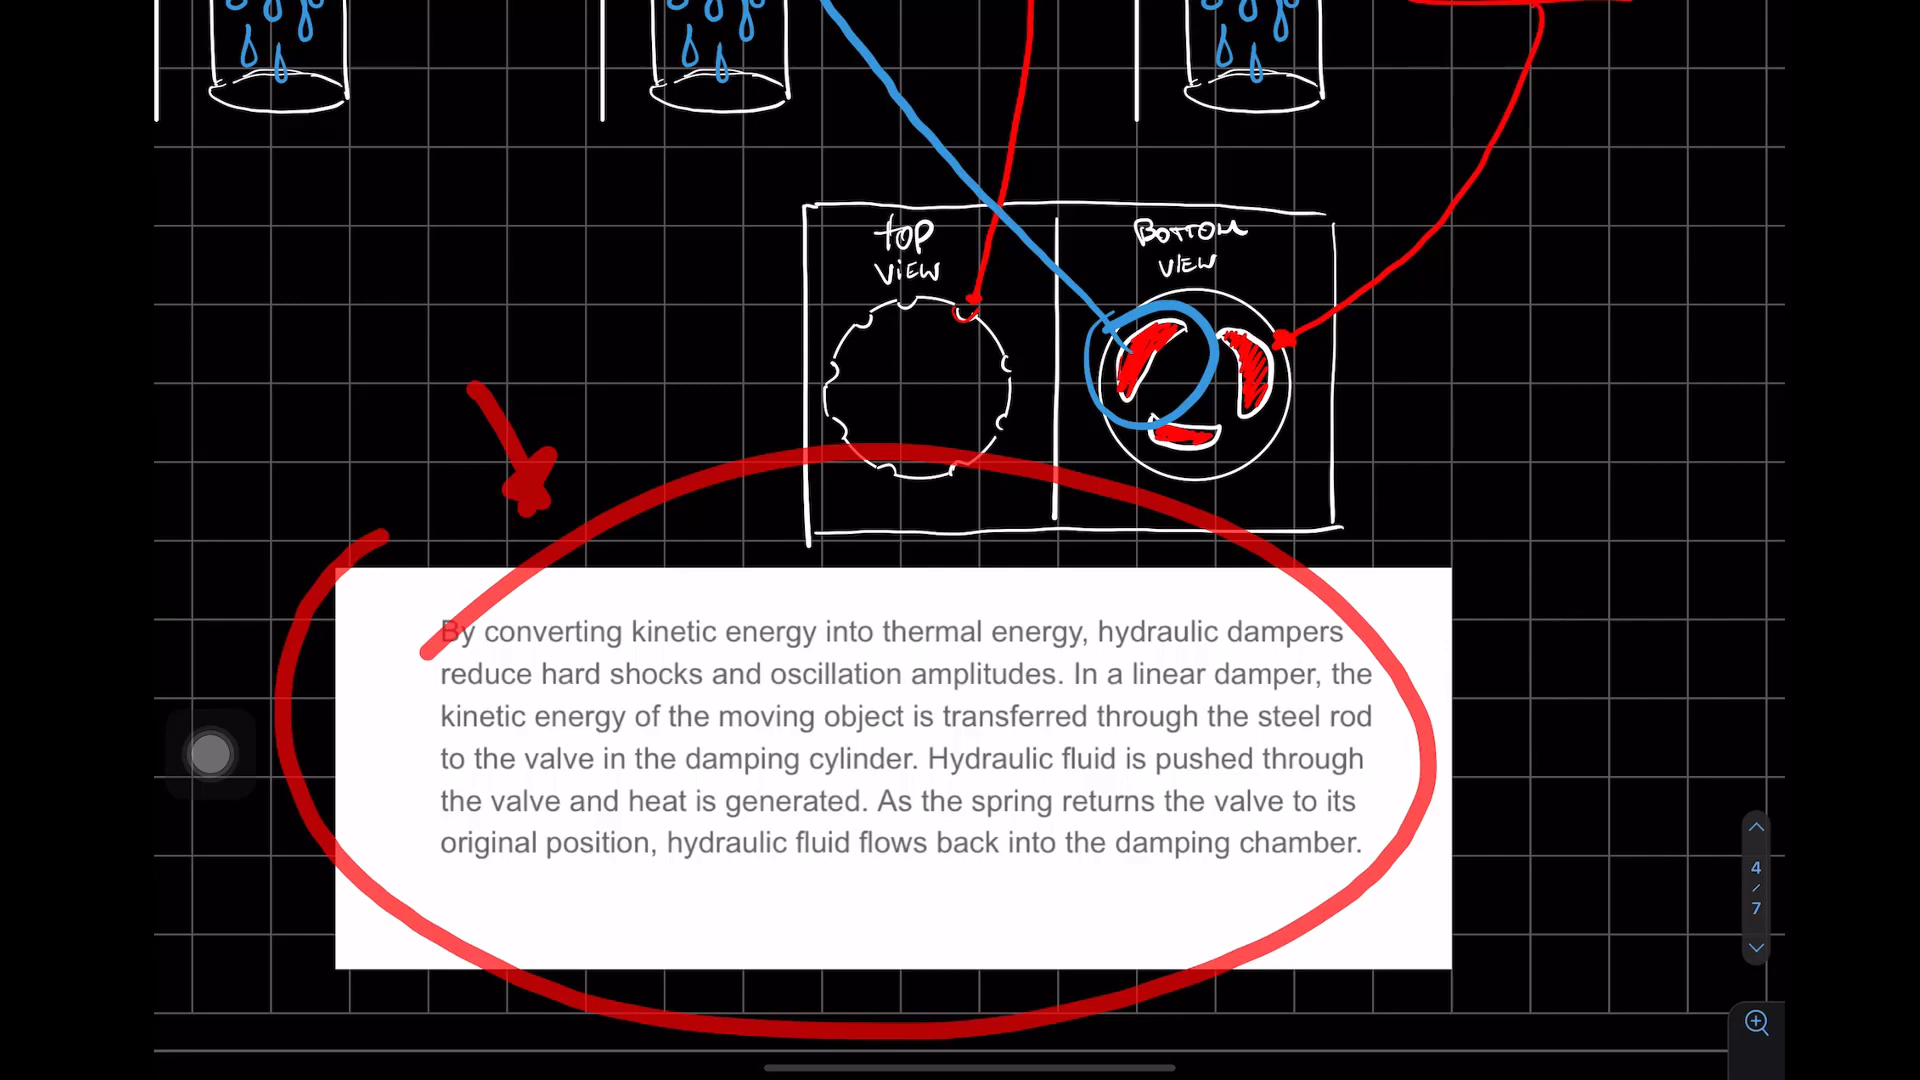 top
view
Bottom
view
By converting kinetic energy into thermal energy, hydraulic dampers
reduce hard shocks and oscillation amplitudes. In a linear damper, the
kinetic energy of the moving object is transferred through the steel rod
to the valve in the damping cylinder. Hydraulic fluid is pushed through
the valve and heat is generated. As the spring returns the valve to its
original position, hydraulic fluid flows back into the damping chamber.
4
/
7